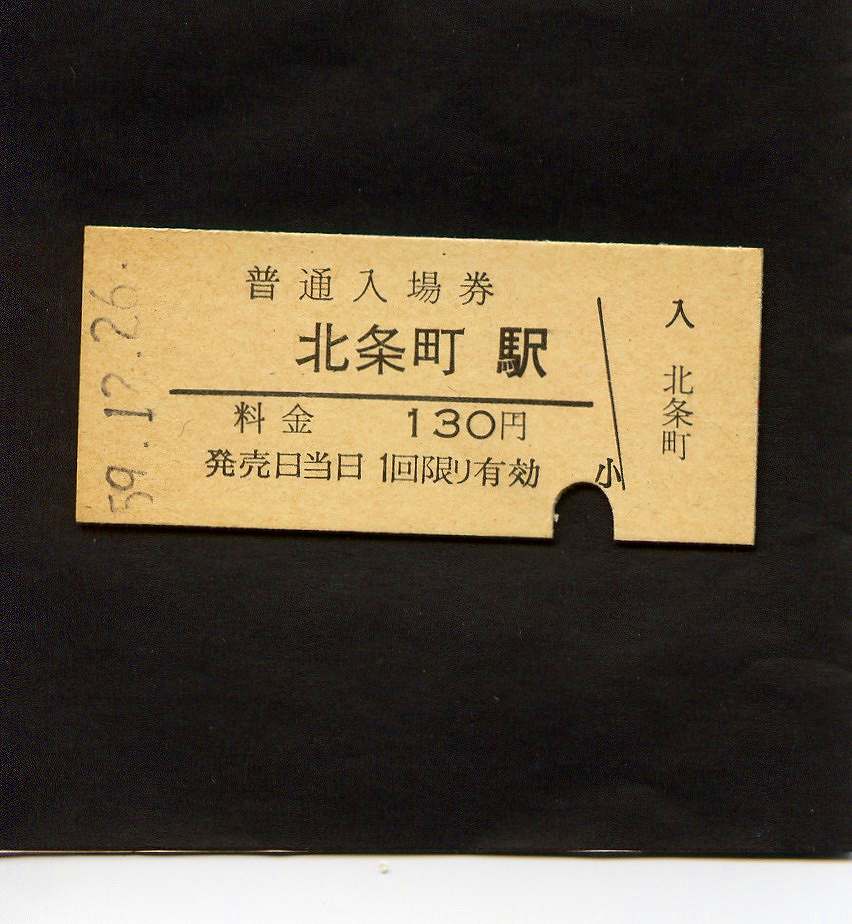 59.12.26.
普通入場券
北条町 駅
料金 130円
発売日当日1回限り有効
小
入
北条町